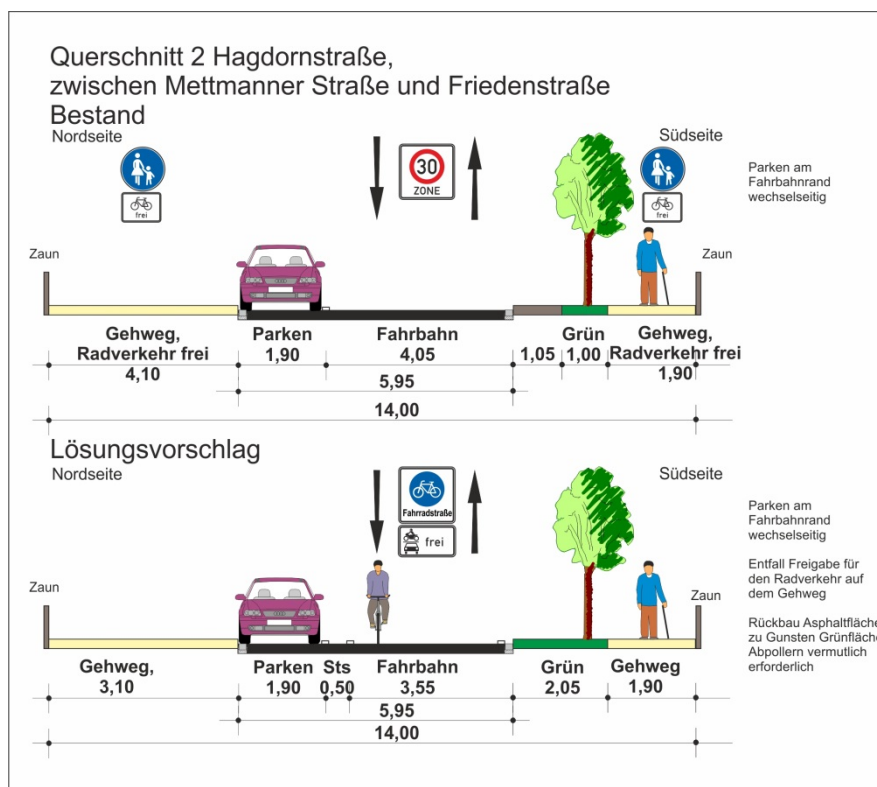 Querschnitt 2 Hagdornstraße,
zwischen Mettmanner Straße und Friedenstraße
Bestand
Nordseite
Südseite
30
ZONE
frei
frei
Parken am
Fahrbahnrand
wechselseitig
Zaun
Zaun
Gehweg,
Radverkehr frei
4,10
Parken
1,90
Fahrbahn
4,05
1,05
Grün
1,00
Gehweg,
Radverkehr frei
1,90
5,95
14,00
Lösungsvorschlag
Nordseite
Südseite
Fahrradstraße
frei
Parken am
Fahrbahnrand
wechselseitig
Entfall Freigabe für
den Radverkehr auf
dem Gehweg
Rückbau Asphaltfläche
zu Gunsten Grünfläche
Abpollern vermutlich
erforderlich
Zaun
Zaun
Gehweg,
3,10
Parken
1,90
Sts
0,50
Fahrbahn
3,55
Grün
2,05
Gehweg
1,90
5,95
14,00